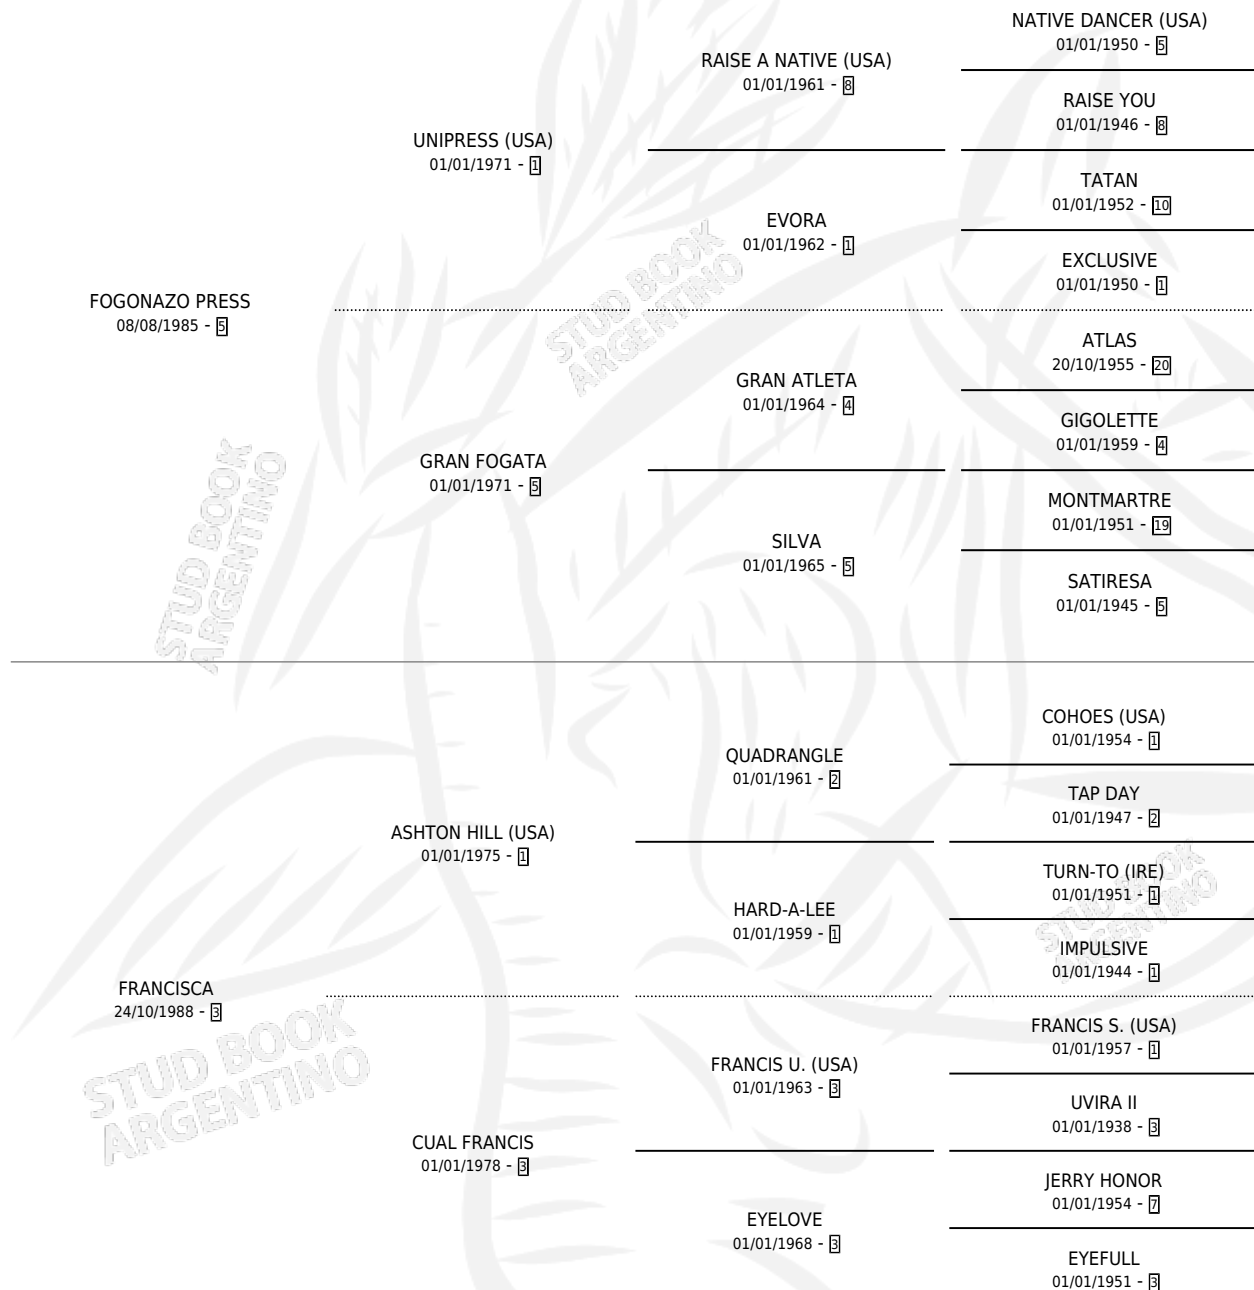 NATIVE DANCER (USA)
01/01/1950 - 5
RAISE A NATIVE (USA)
01/01/1961 - 8
RAISE YOU
01/01/1946 - 8
UNIPRESS (USA)
01/01/1971 - 1
TATAN
01/01/1952 - 10
EVORA
01/01/1962 - 1
EXCLUSIVE
01/01/1950 - 1
FOGONAZO PRESS
08/08/1985 - 5
ATLAS
20/10/1955 - 20
GRAN ATLETA
01/01/1964 - 4
GIGOLETTE
01/01/1959 - 4
GRAN FOGATA
01/01/1971 - 5
MONTMARTRE
01/01/1951 - 19
SILVA
01/01/1965 - 5
SATIRESA
01/01/1945 - 5
STUD BOOK
ARGENTINO
STUD BOOK
ARGENTINO
COHOES (USA)
01/01/1954 - 1
QUADRANGLE
01/01/1961 - 2
TAP DAY
01/01/1947 - 2
ASHTON HILL (USA)
01/01/1975 - 1
TURN-TO (IRE)
01/01/1951 - 1
HARD-A-LEE
01/01/1959 - 1
IMPULSIVE
01/01/1944 - 1
FRANCISCA
24/10/1988 - 3
FRANCIS S. (USA)
01/01/1957 - 1
FRANCIS U. (USA)
01/01/1963 - 3
UVIRA II
01/01/1938 - 3
CUAL FRANCIS
01/01/1978 - 3
JERRY HONOR
01/01/1954 - 7
EYELOVE
01/01/1968 - 3
EYEFULL
01/01/1951 - 3
STUD BOOK
ARGENTINO
STUD BOOK
ARGENTINO